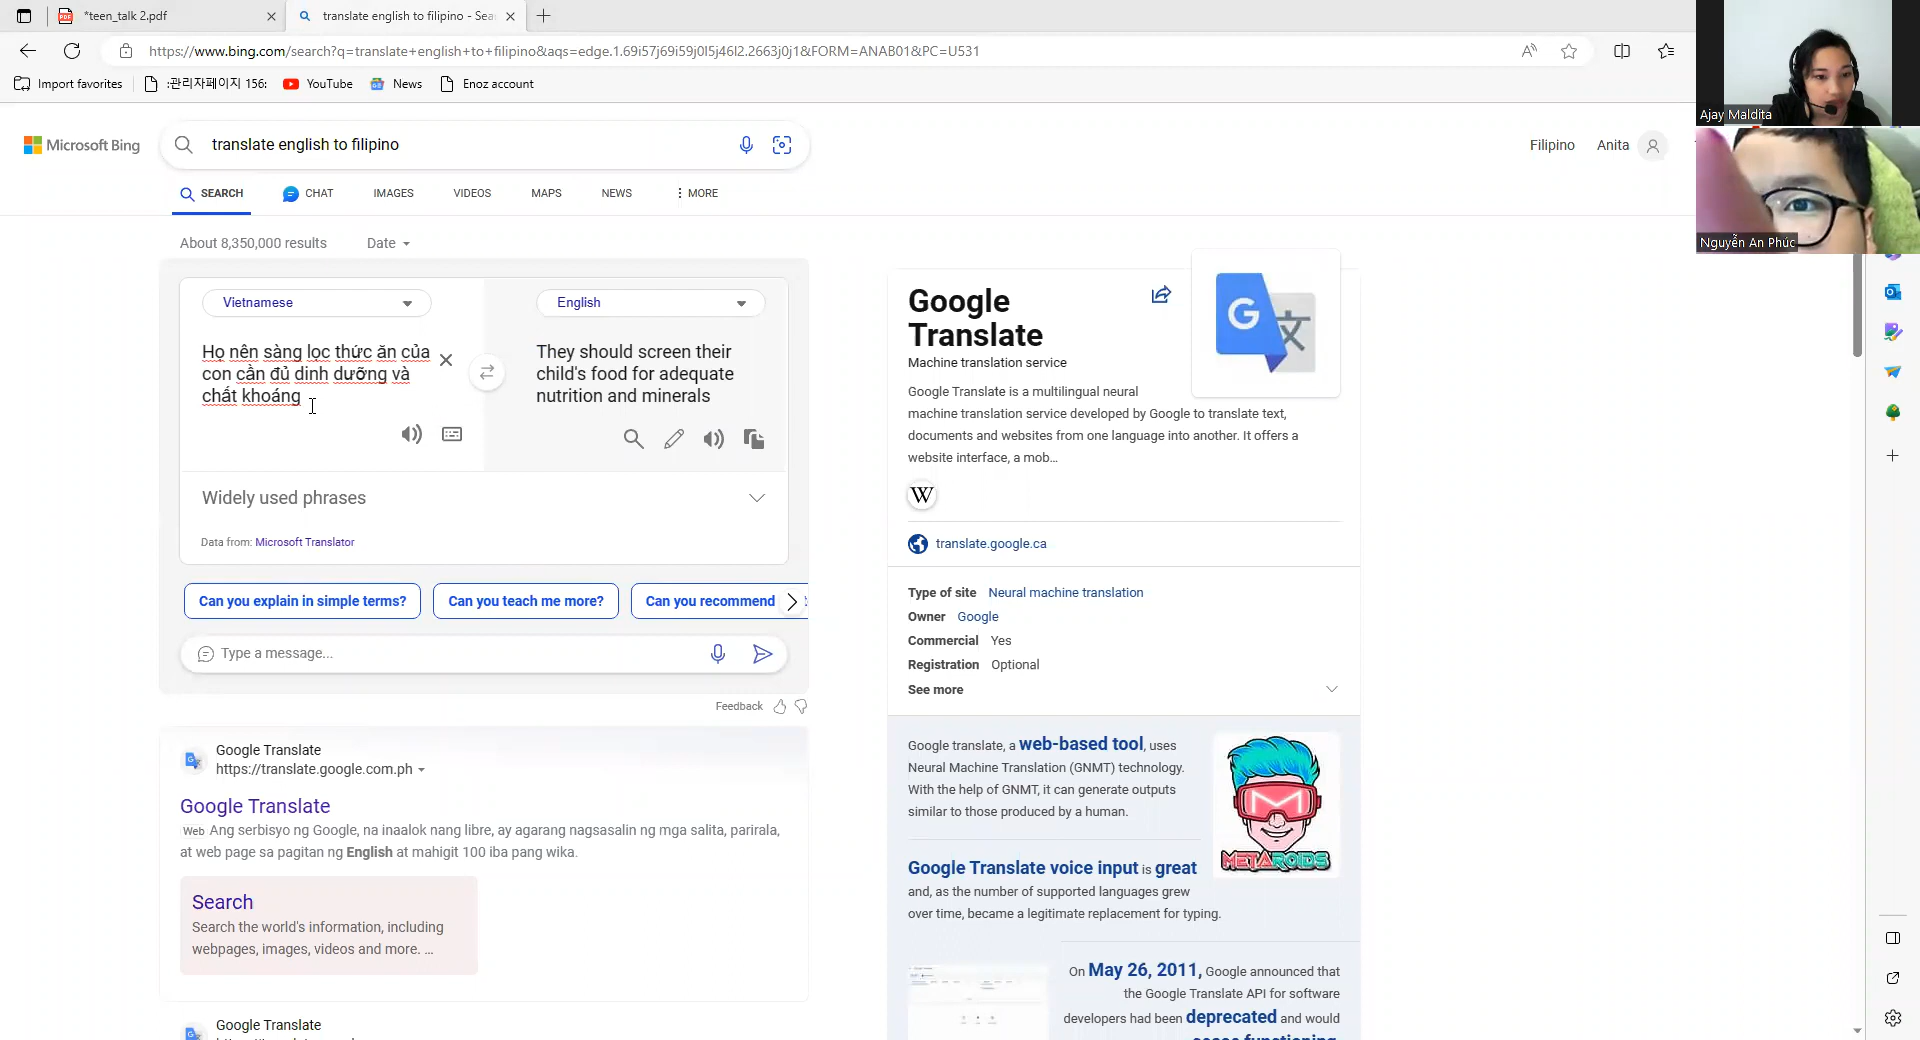 *teen_talk 2.pdf
translate english to filipino - Sea
https://www.bing.com/search?q=translate+english+to+filipino&aqs=edge.1.69i57j69i59j0l5j46l2.2663j0j1&FORM=ANAB01&PC=U531
Import favorites
:관리자페이지 156:
YouTube
News
Enoz account
Ajay Maldita
Nguyễn An Phúc
Microsoft Bing
translate english to filipino
Filipino
Anita
SEARCH
CHAT
IMAGES
VIDEOS
MAPS
NEWS
MORE
About 8,350,000 results
Date
Vietnamese
English
Họ nên sàng lọc thức ăn của
con cần đủ dinh dưỡng và
chất khoáng
They should screen their
child's food for adequate
nutrition and minerals
Widely used phrases
Data from: Microsoft Translator
Can you explain in simple terms?
Can you teach me more?
Can you recommend
Type a message...
Feedback
Google Translate
https://translate.google.com.ph
Google Translate
Web Ang serbisyo ng Google, na inaalok nang libre, ay agarang nagsasalin ng mga salita, parirala,
at web page sa pagitan ng English at mahigit 100 iba pang wika.
Search
Search the world's information, including
webpages, images, videos and more. ...
Google Translate
Google
Translate
Machine translation service
Google Translate is a multilingual neural
machine translation service developed by Google to translate text,
documents and websites from one language into another. It offers a
website interface, a mob...
W
translate.google.ca
Type of site Neural machine translation
Owner Google
Commercial Yes
Registration Optional
See more
Google translate, a web-based tool, uses
Neural Machine Translation (GNMT) technology.
With the help of GNMT, it can generate outputs
similar to those produced by a human.
METAROIDS
Google Translate voice input is great
and, as the number of supported languages grew
over time, became a legitimate replacement for typing.
On May 26, 2011, Google announced that
the Google Translate API for software
developers had been deprecated and would
cease functioning.